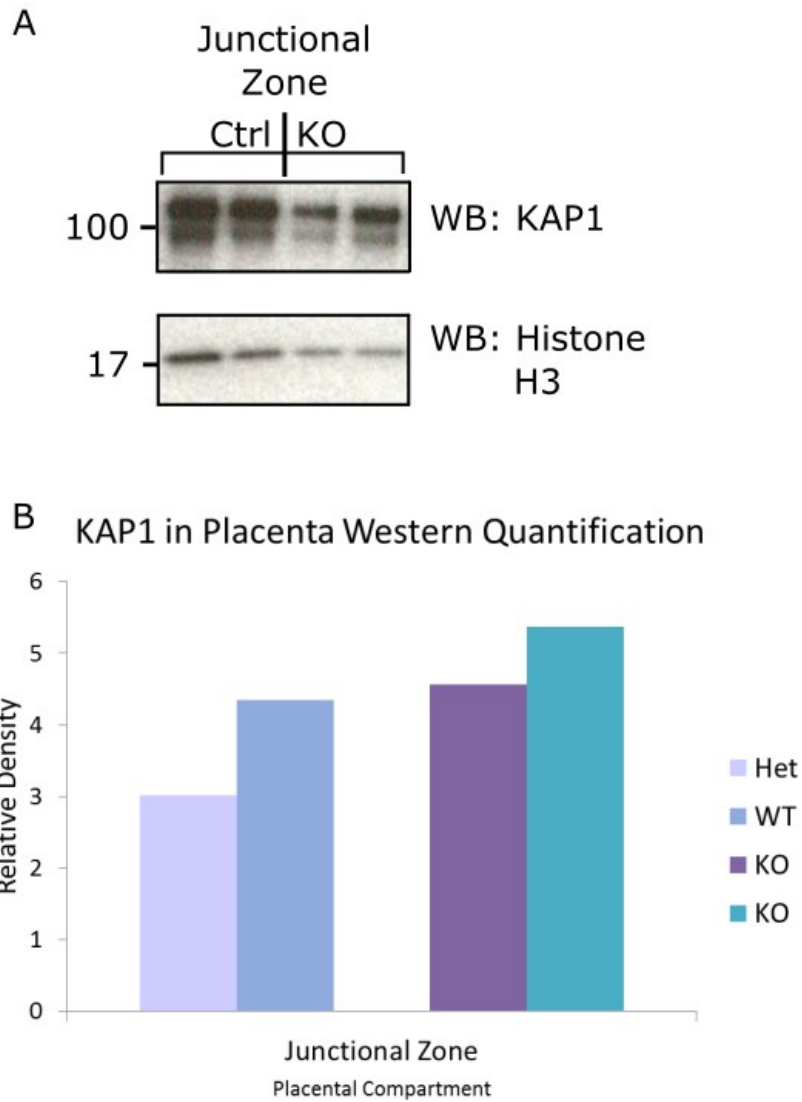 A
Junctional
Zone
Ctrl KO
100
WB: KAP1
17
WB: Histone
H3
B
KAP1 in Placenta Western Quantification
6
5
4
3
2
1
0
Relative Density
Het
WT
KO
KO
Junctional Zone
Placental Compartment